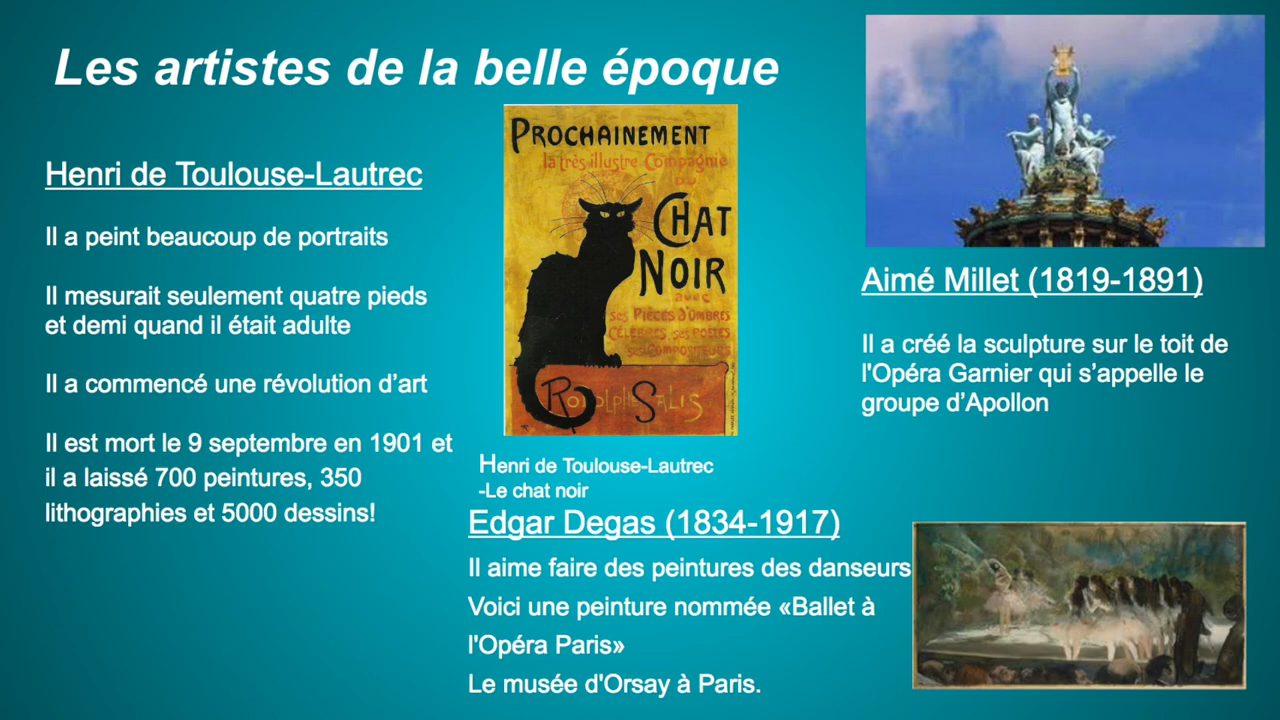 Les artistes de la belle époque
Henri de Toulouse-Lautrec
Il a peint beaucoup de portraits
Il mesurait seulement quatre pieds
et demi quand il était adulte
Il a commencé une révolution d’art
Il est mort le 9 septembre en 1901 et
il a laissé 700 peintures, 350
lithographies et 5000 dessins!
PROCHAINEMENT
la très illustre Compagnie
DU
CHAT
NOIR
avec
ses PIÈCES D'OMBRES
CÉLÈBRES, ses POÈTES
ses COMPOSITEURS
RODOLPHE SALIS
Henri de Toulouse-Lautrec
-Le chat noir
Edgar Degas (1834-1917)
Il aime faire des peintures des danseurs
Voici une peinture nommée «Ballet à
l'Opéra Paris»
Le musée d'Orsay à Paris.
Aimé Millet (1819-1891)
Il a créé la sculpture sur le toit de
l'Opéra Garnier qui s’appelle le
groupe d’Apollon